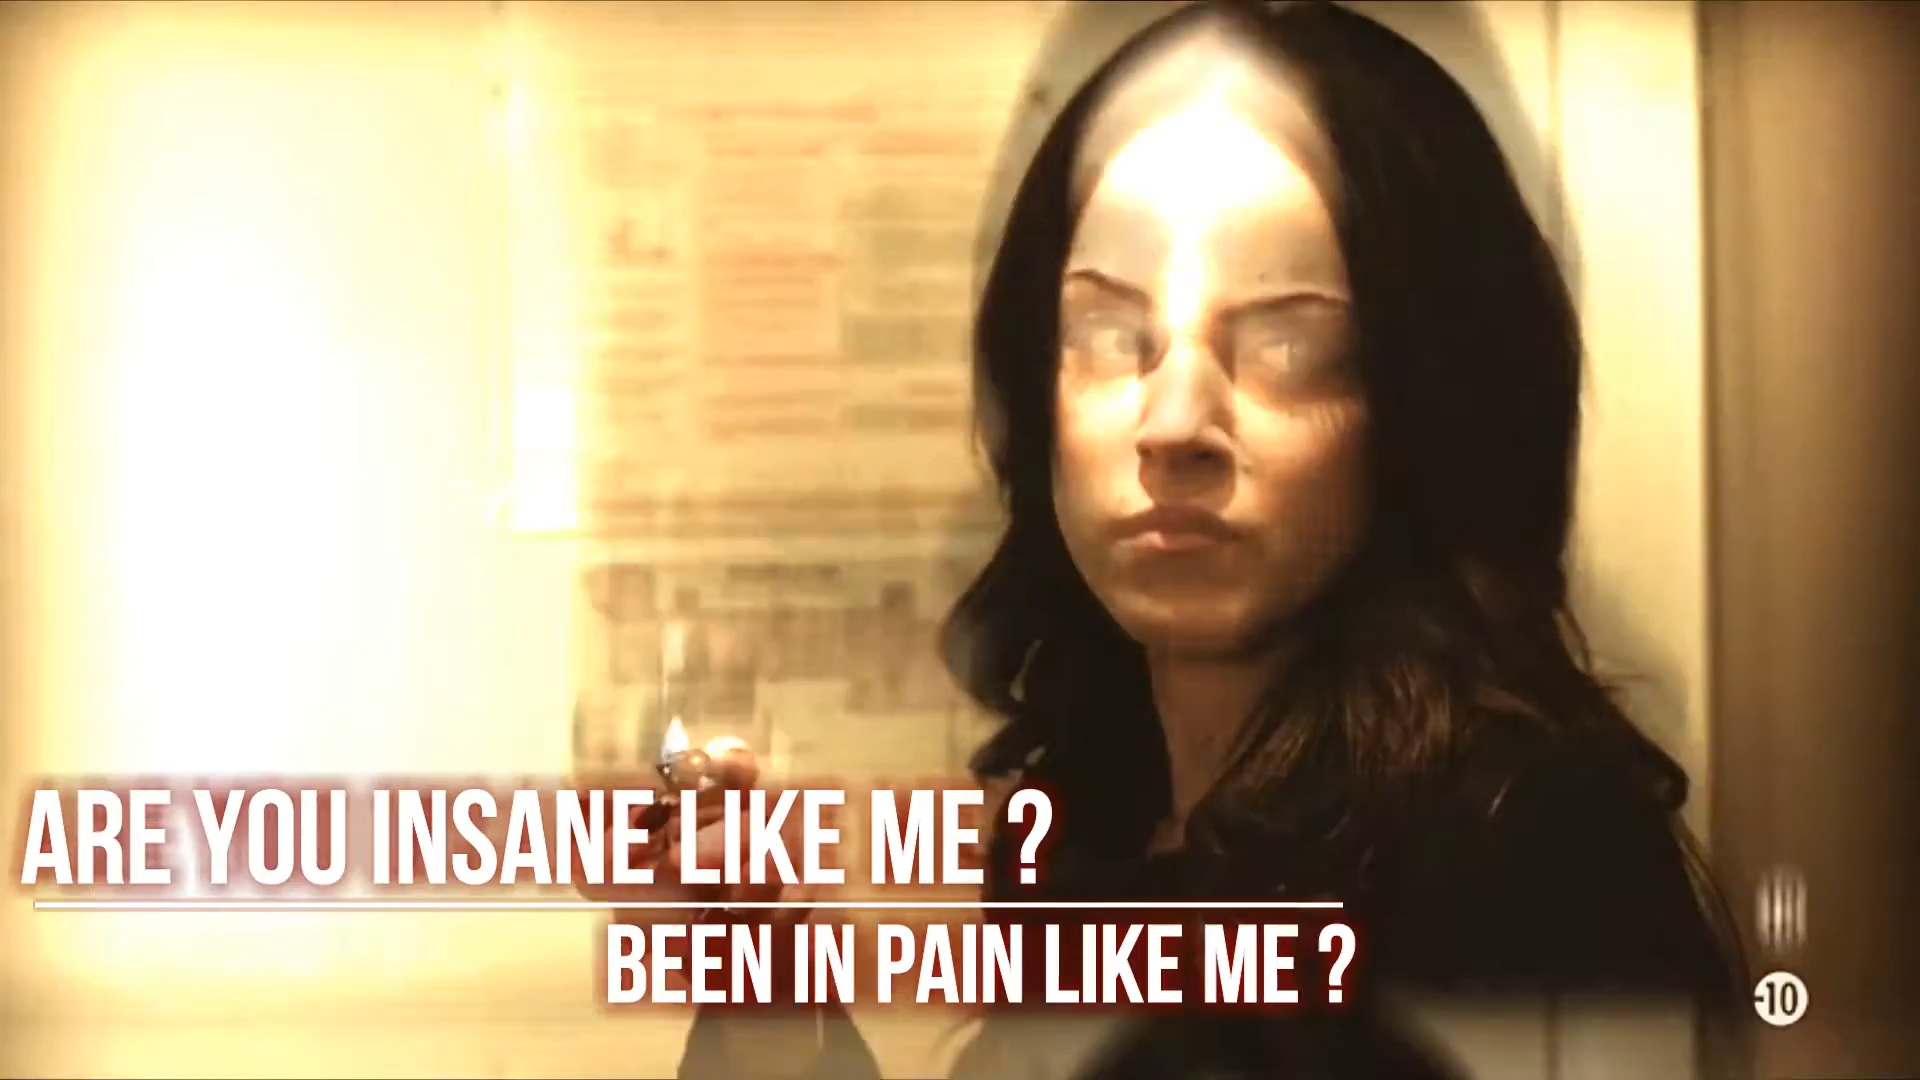 ARE YOU INSANE LIKE ME ?
BEEN IN PAIN LIKE ME ?
-10